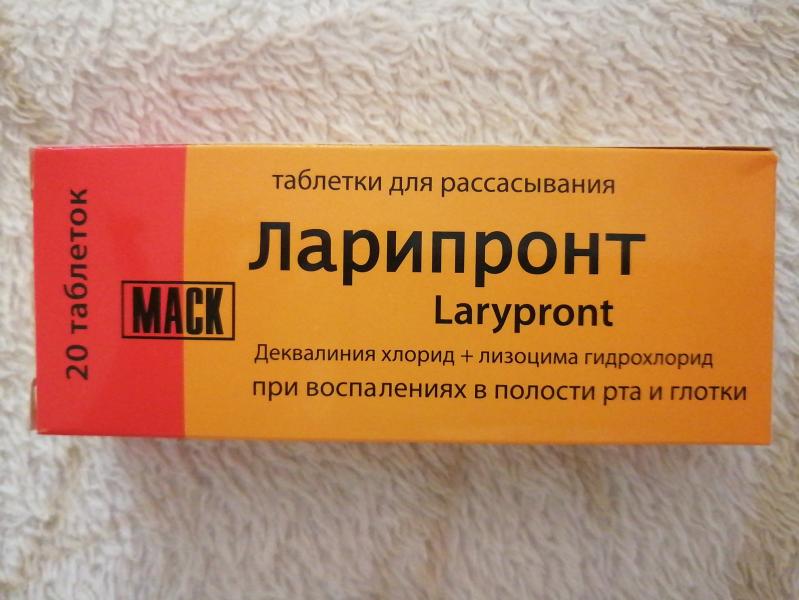 таблетки для рассасывания
Ларипронт
Larypront
Деквалиния хлорид + лизоцима гидрохлорид
при воспалениях в полости рта и глотки
20 таблеток
MACK